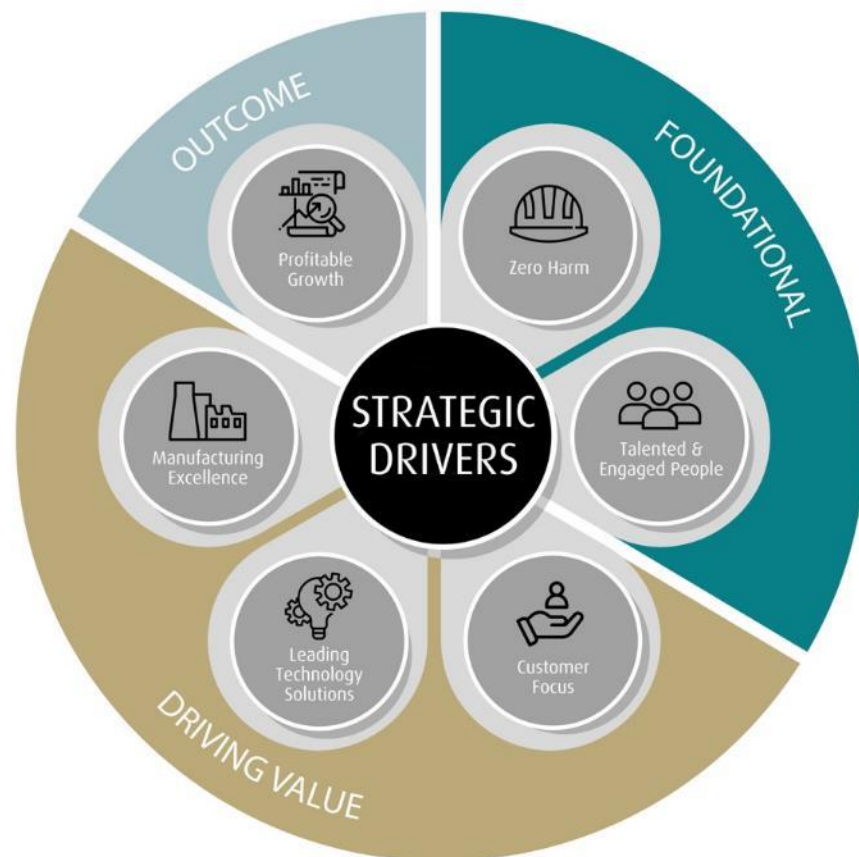 OUTCOME
FOUNDATIONAL
Profitable
Growth
Zero Harm
STRATEGIC
DRIVERS
Manufacturing
Excellence
Talented &
Engaged People
Leading
Technology
Solutions
Customer
Focus
DRIVING VALUE